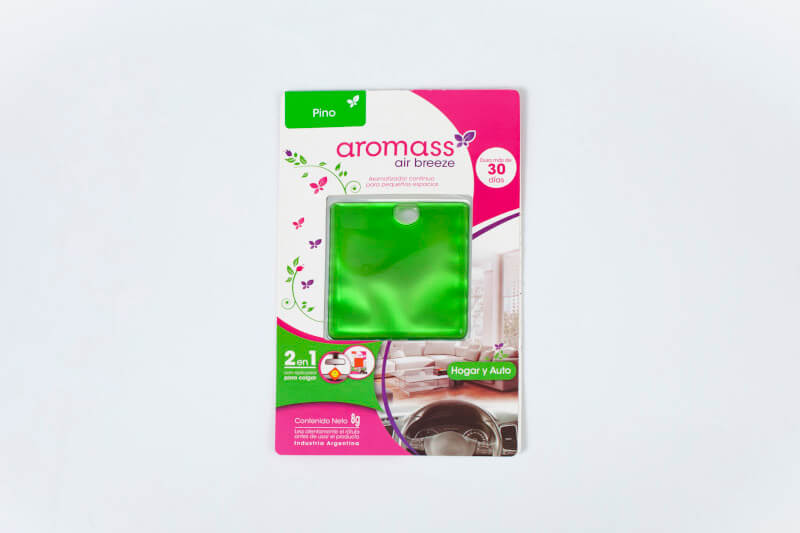 Pino
aromass
air breeze
Aromatizador continuo
para pequeños espacios
Dura más de
30
días
2 en 1
para colgar
Hogar y Auto
Contenido Neto 8g
Lea atentamente el rótulo
antes de usar el producto
Industria Argentina